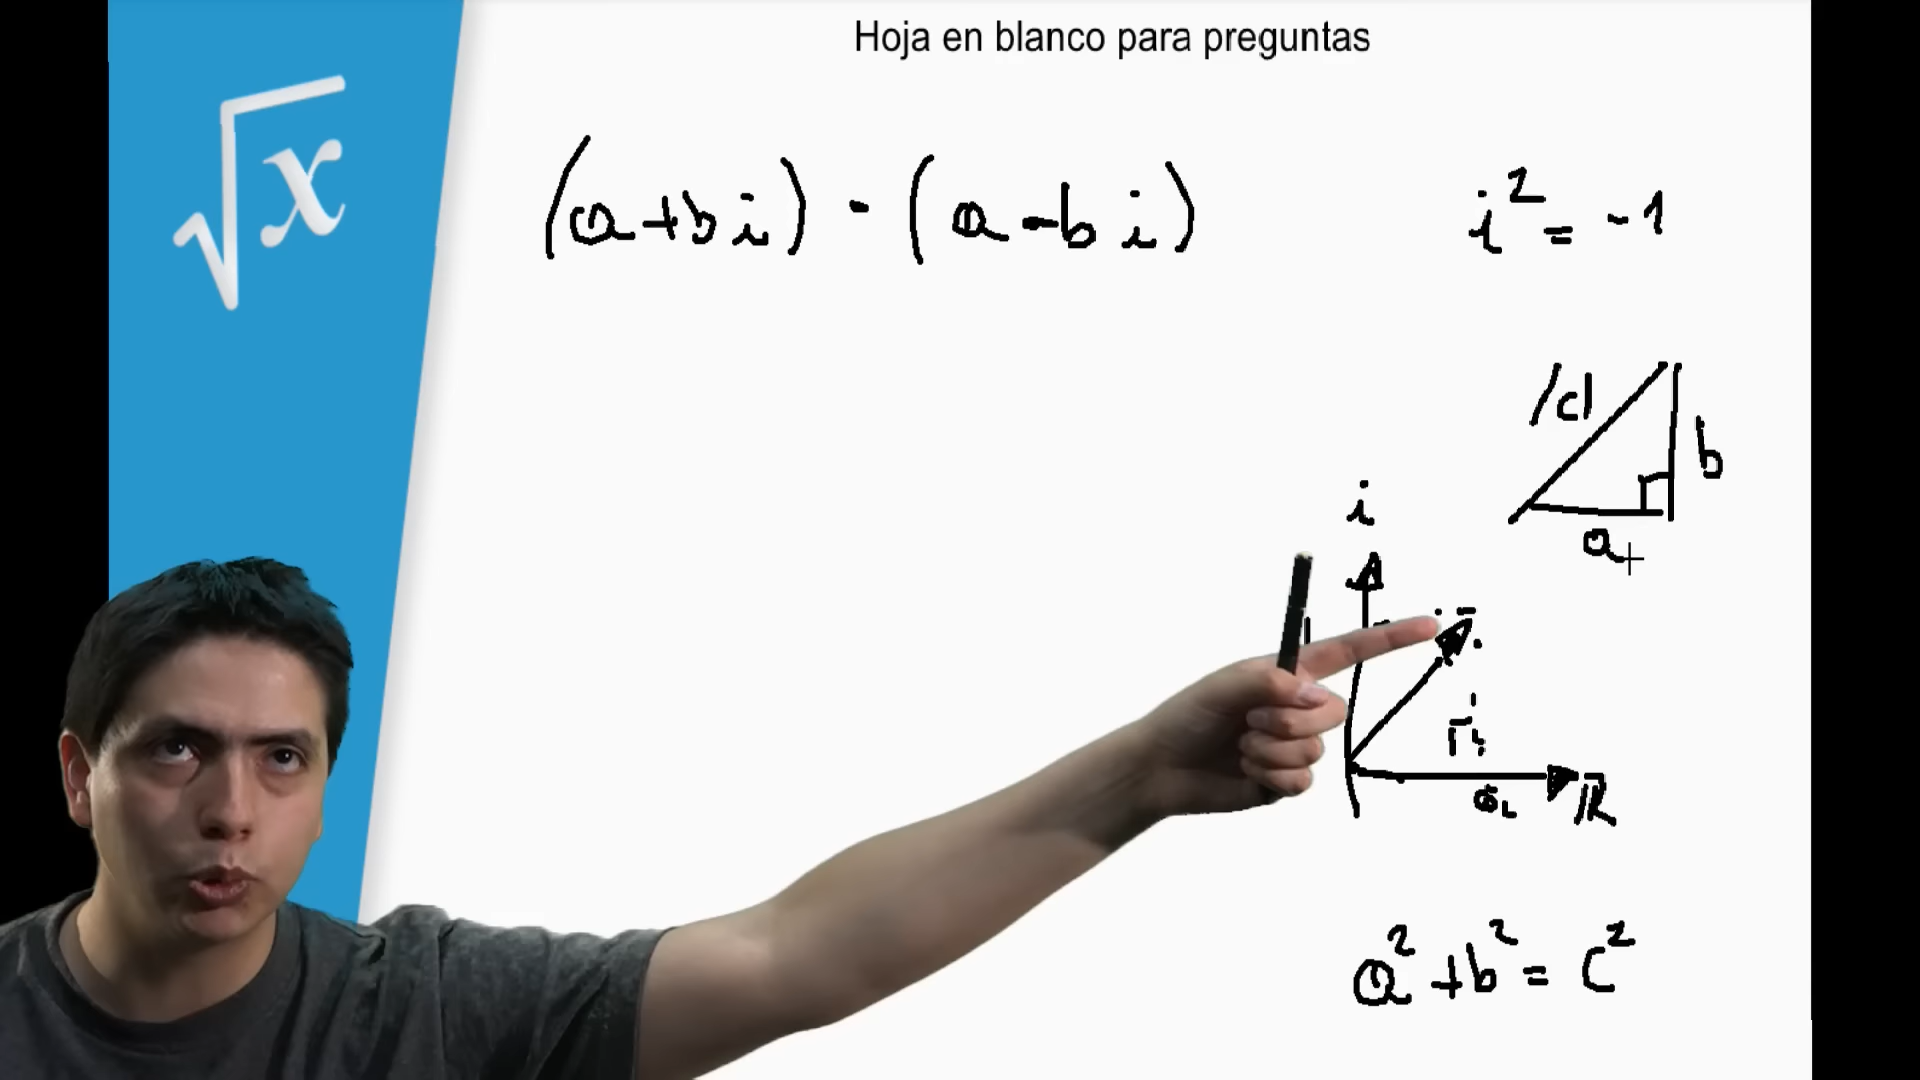 Hoja en blanco para preguntas
√x
(a+bi) · (a-bi)
i² = -1
|c|
b
a
i
a
R
a² + b² = c²